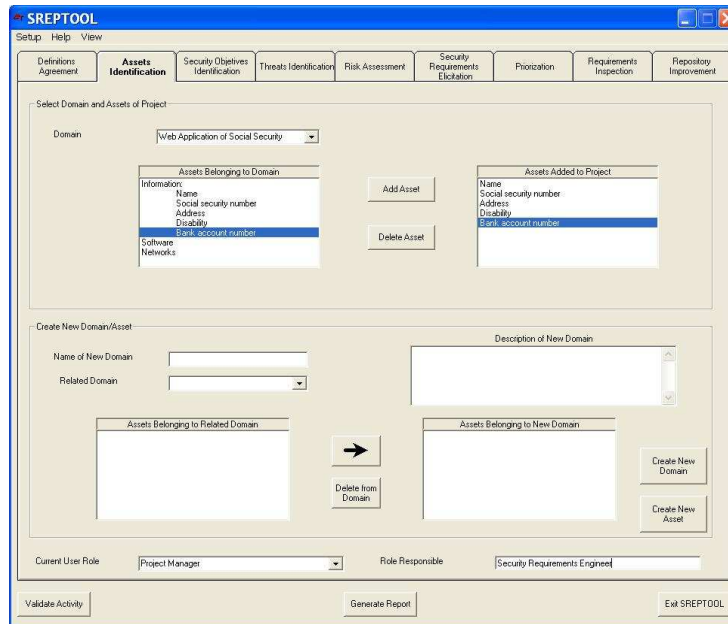 SREPTOOL
Setup Help View
Definitions Agreement
Assets Identification
Security Objetives Identification
Threats Identification
Risk Assessment
Security Requirements Elicitation
Priorization
Requirements Inspection
Repository Improvement
Select Domain and Assets of Project
Domain
Web Application of Social Security
Assets Belonging to Domain
Information:
Name
Social security number
Address
Disability
Bank account number
Software
Networks
Add Asset
Delete Asset
Assets Added to Project
Name
Social security number
Address
Disability
Bank account number
Create New Domain/Asset
Name of New Domain
Related Domain
Description of New Domain
Assets Belonging to Related Domain
Delete from Domain
Assets Belonging to New Domain
Create New Domain
Create New Asset
Current User Role
Project Manager
Role Responsible
Security Requirements Engineer
Validate Activity
Generate Report
Exit SREPTOOL